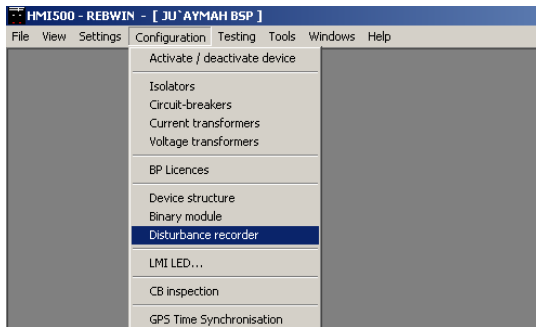 HMI500 - REBWIN - [ JU`AYMAH BSP ]
File View Settings Configuration Testing Tools Windows Help
Activate / deactivate device
Isolators
Circuit-breakers
Current transformers
Voltage transformers
BP Licences
Device structure
Binary module
Disturbance recorder
LMI LED...
CB inspection
GPS Time Synchronisation